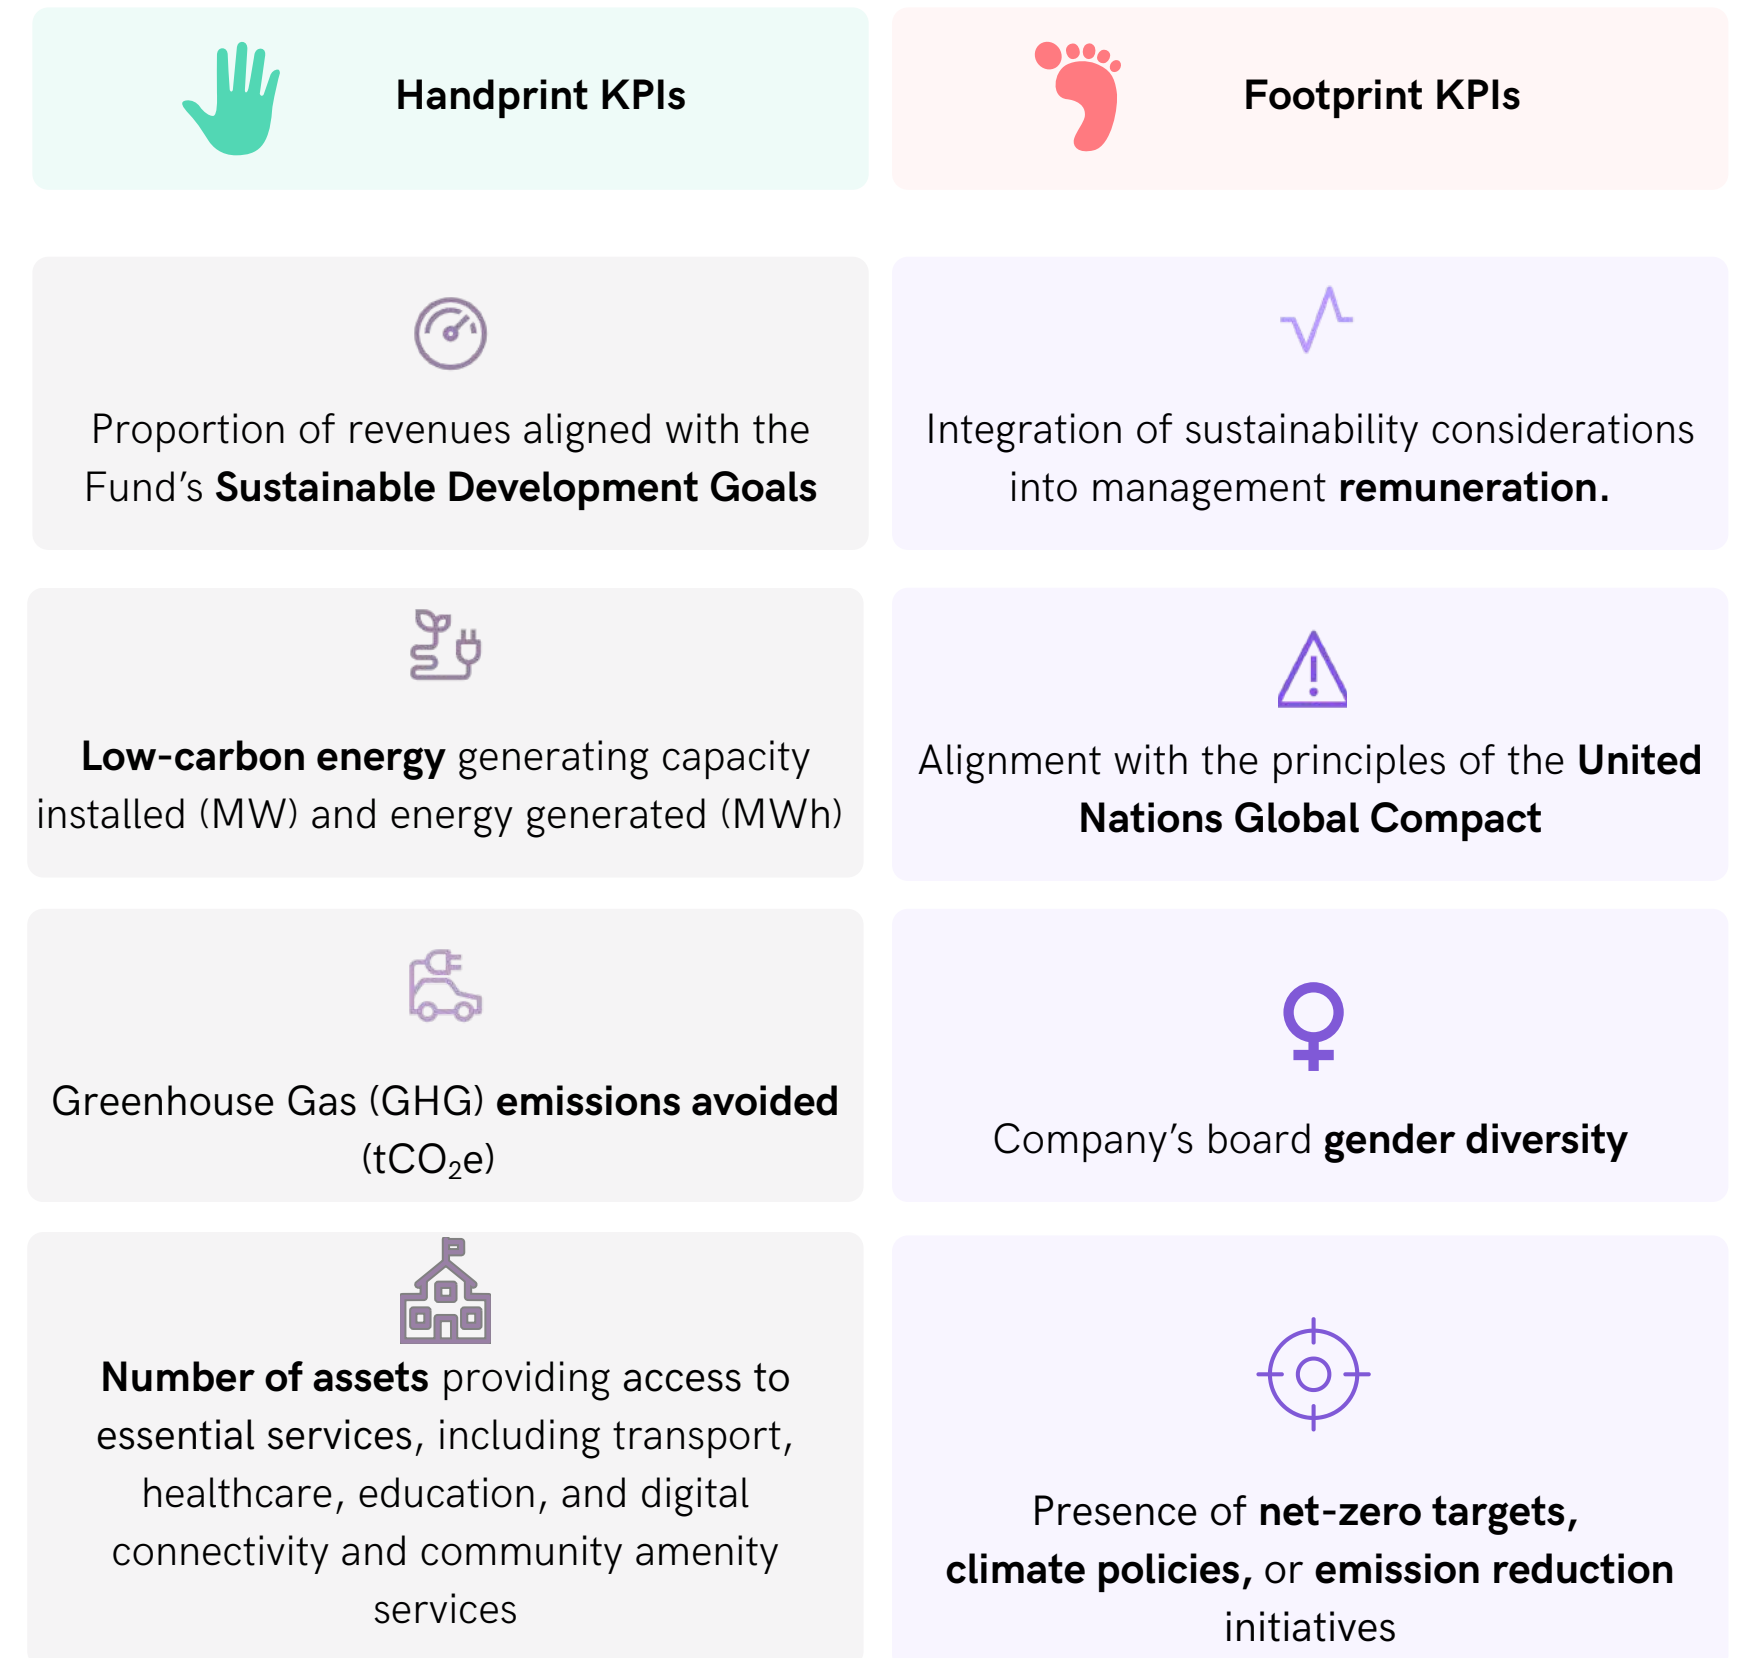 Handprint KPIs
Footprint KPIs
Proportion of revenues aligned with the
Fund’s Sustainable Development Goals
Integration of sustainability considerations
into management remuneration.
Low-carbon energy generating capacity
installed (MW) and energy generated (MWh)
Alignment with the principles of the United
Nations Global Compact
Greenhouse Gas (GHG) emissions avoided
(tCO₂e)
Company’s board gender diversity
Number of assets providing access to
essential services, including transport,
healthcare, education, and digital
connectivity and community amenity
services
Presence of net-zero targets,
climate policies, or emission reduction
initiatives